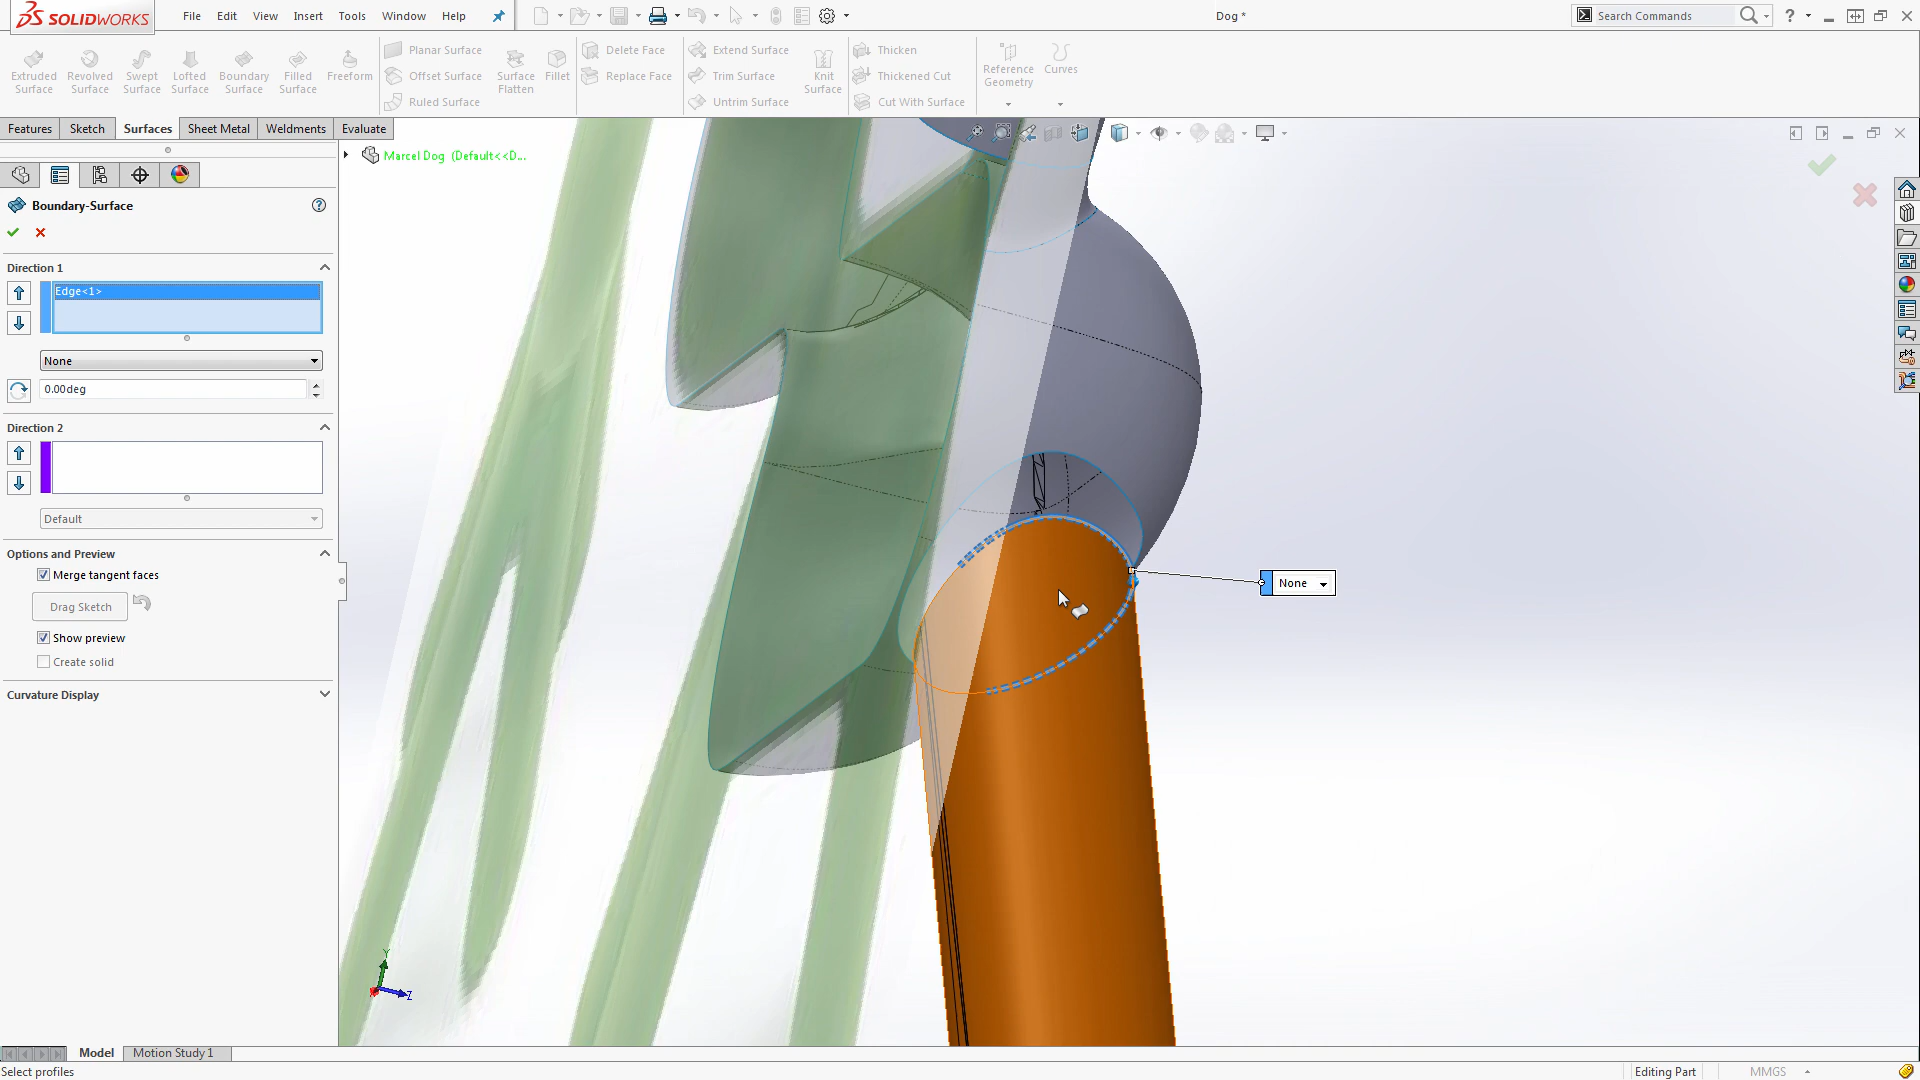 SOLIDWORKS
File Edit View Insert Tools Window Help
Dog *
Search Commands
Extruded Surface
Revolved Surface
Swept Surface
Lofted Surface
Boundary Surface
Filled Surface
Freeform
Planar Surface
Offset Surface
Ruled Surface
Surface Flatten
Fillet
Delete Face
Replace Face
Extend Surface
Trim Surface
Untrim Surface
Knit Surface
Thicken
Thickened Cut
Cut With Surface
Reference Geometry
Curves
Features Sketch Surfaces Sheet Metal Weldments Evaluate
Marcel Dog (Default<<D...
Boundary-Surface
Direction 1
Edge<1>
None
0.00deg
Direction 2
Default
Options and Preview
Merge tangent faces
Drag Sketch
Show preview
Create solid
Curvature Display
None
Y
Z
Model Motion Study 1
Select profiles
Editing Part
MMGS